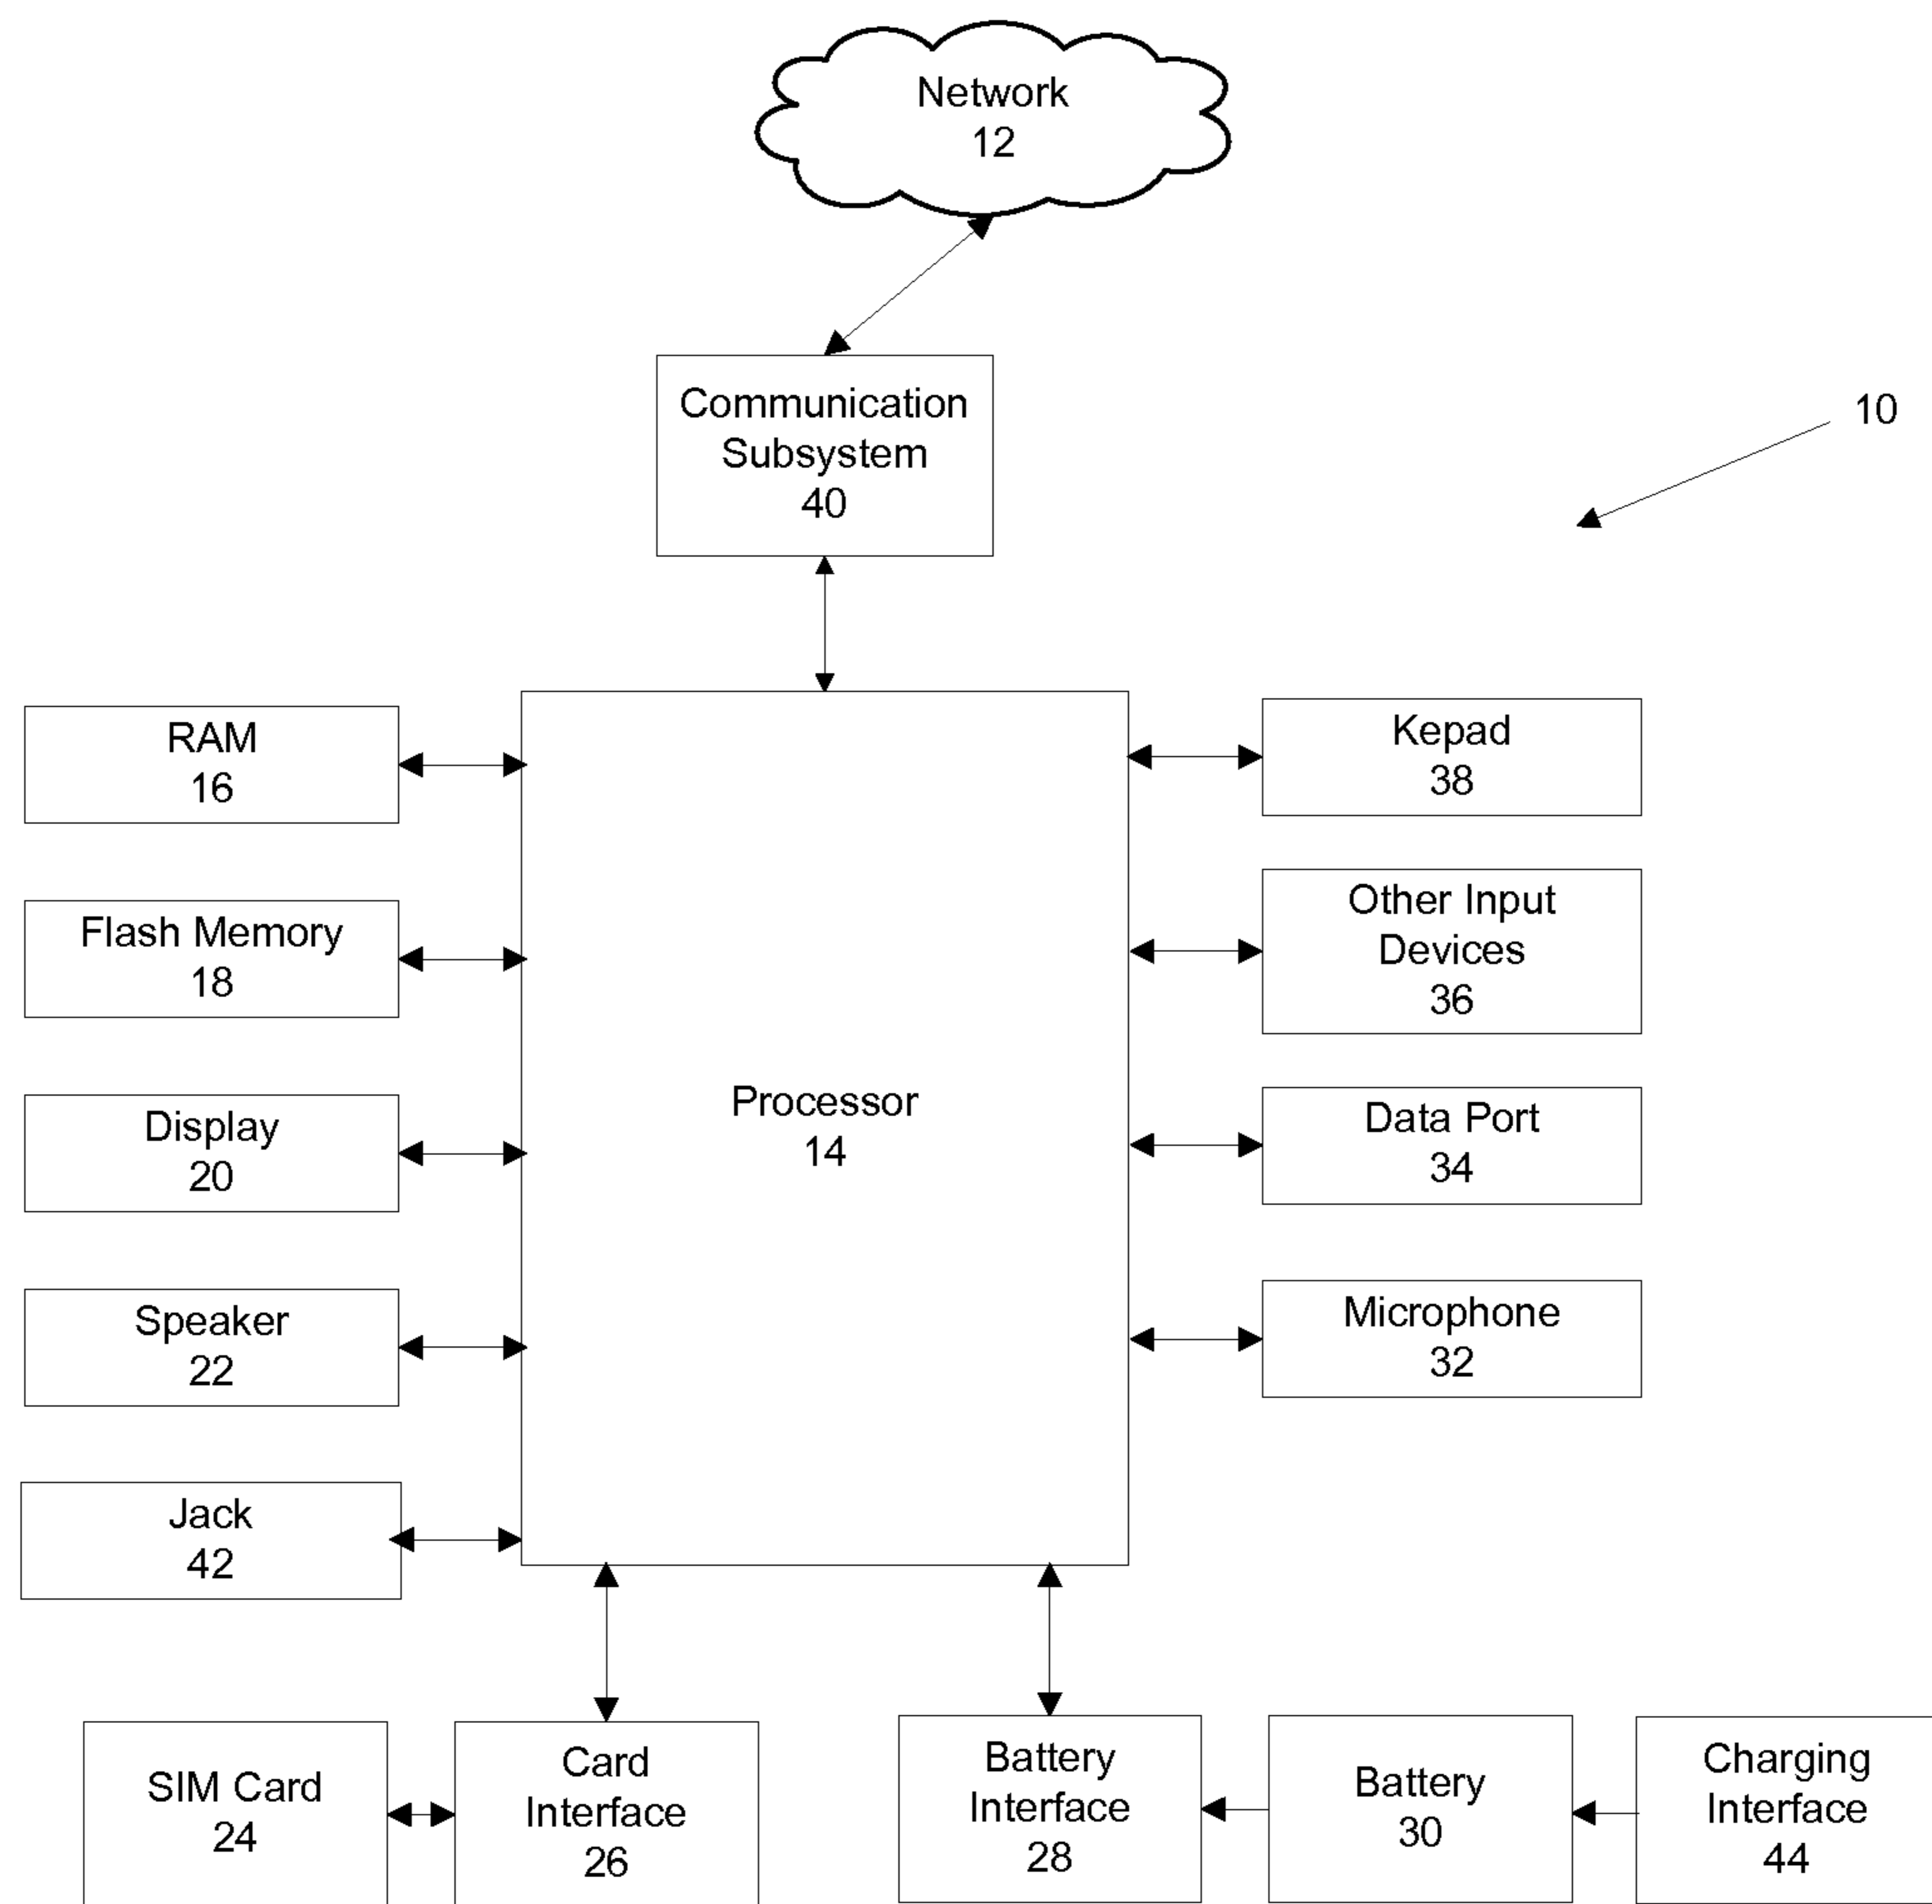 Network
12
Communication
Subsystem
40
10
RAM
16
Flash Memory
18
Display
20
Speaker
22
Jack
42
Processor
14
Kepad
38
Other Input
Devices
36
Data Port
34
Microphone
32
SIM Card
24
Card
Interface
26
Battery
Interface
28
Battery
30
Charging
Interface
44